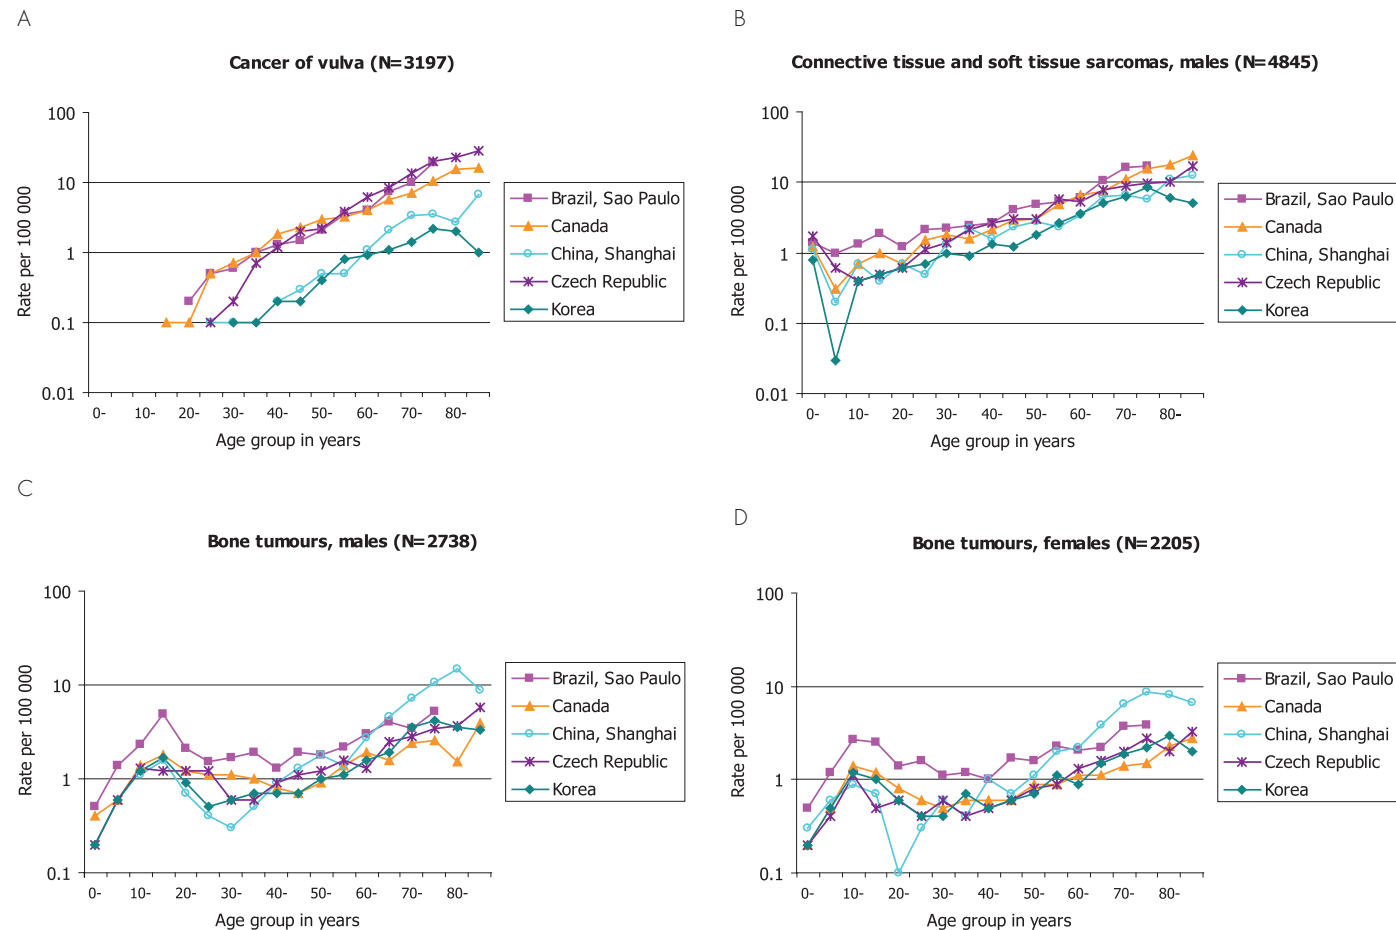 A
Cancer of vulva (N=3197)
Rate per 100 000
100
10
1
0.1
0.01
0- 10- 20- 30- 40- 50- 60- 70- 80-
Age group in years
Brazil, Sao Paulo
Canada
China, Shanghai
Czech Republic
Korea
B
Connective tissue and soft tissue sarcomas, males (N=4845)
Rate per 100 000
100
10
1
0.1
0.01
0- 10- 20- 30- 40- 50- 60- 70- 80-
Age group in years
Brazil, Sao Paulo
Canada
China, Shanghai
Czech Republic
Korea
C
Bone tumours, males (N=2738)
Rate per 100 000
100
10
1
0.1
0- 10- 20- 30- 40- 50- 60- 70- 80-
Age group in years
Brazil, Sao Paulo
Canada
China, Shanghai
Czech Republic
Korea
D
Bone tumours, females (N=2205)
Rate per 100 000
100
10
1
0.1
0- 10- 20- 30- 40- 50- 60- 70- 80-
Age group in years
Brazil, Sao Paulo
Canada
China, Shanghai
Czech Republic
Korea